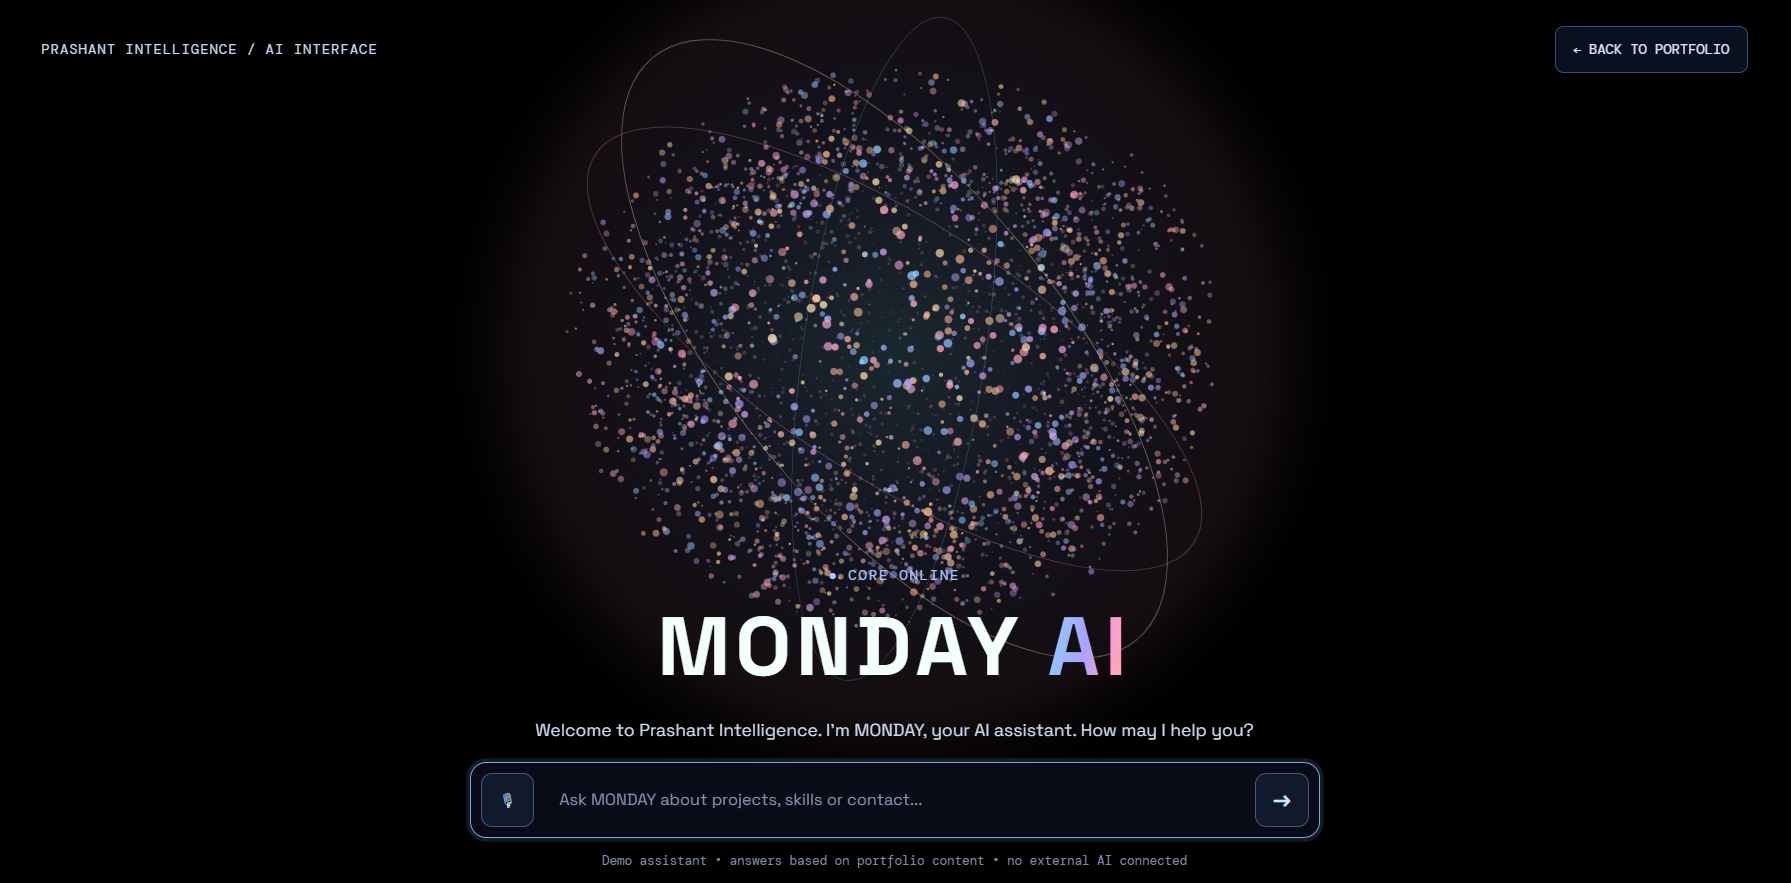 PRASHANT INTELLIGENCE / AI INTERFACE
← BACK TO PORTFOLIO
CORE ONLINE
MONDAY AI
Welcome to Prashant Intelligence. I'm MONDAY, your AI assistant. How may I help you?
Ask MONDAY about projects, skills or contact...
Demo assistant • answers based on portfolio content • no external AI connected